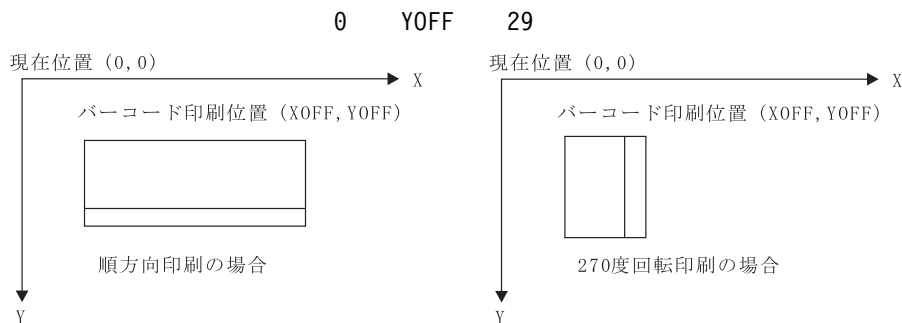 0 YOFF 29
現在位置 (0,0)
X
バーコード印刷位置 (XOFF,YOFF)
順方向印刷の場合
Y
現在位置 (0,0)
X
バーコード印刷位置 (XOFF,YOFF)
270度回転印刷の場合
Y